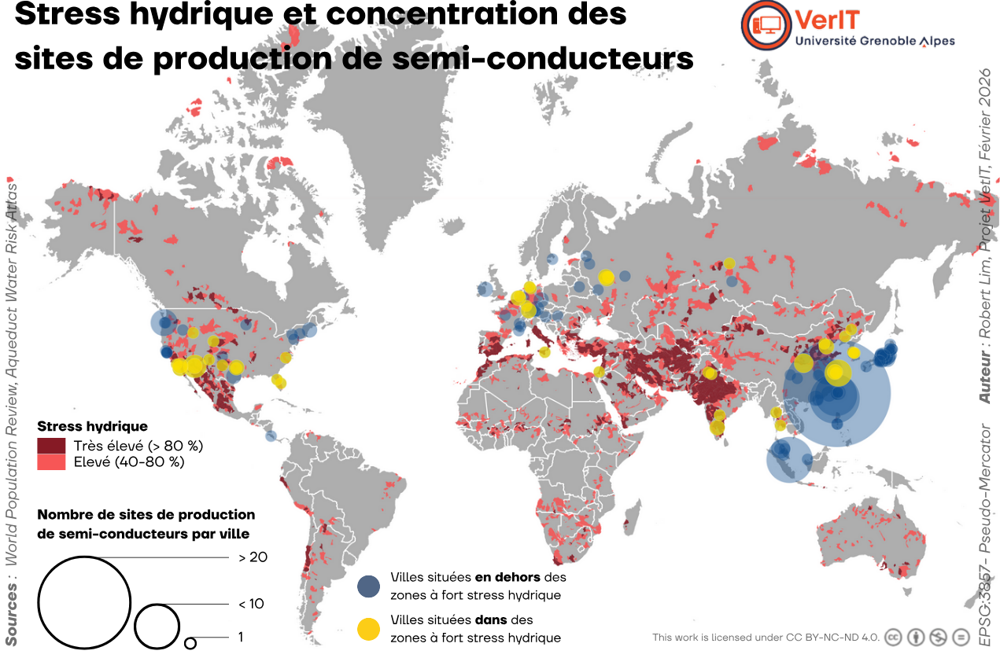 Stress hydrique et concentration des
sites de production de semi-conducteurs
VerIT
Université Grenoble Alpes
Sources : World Population Review, Aqueduct Water Risk Atlas
Auteur : Robert Lim, Projet VetIT, Février 2026
EPSG:3857- Pseudo-Mercator
Stress hydrique
Très élevé (> 80 %)
Elevé (40-80 %)
Nombre de sites de production
de semi-conducteurs par ville
> 20
< 10
1
Villes situées en dehors des
zones à fort stress hydrique
Villes situées dans des
zones à fort stress hydrique
This work is licensed under CC BY-NC-ND 4.0.